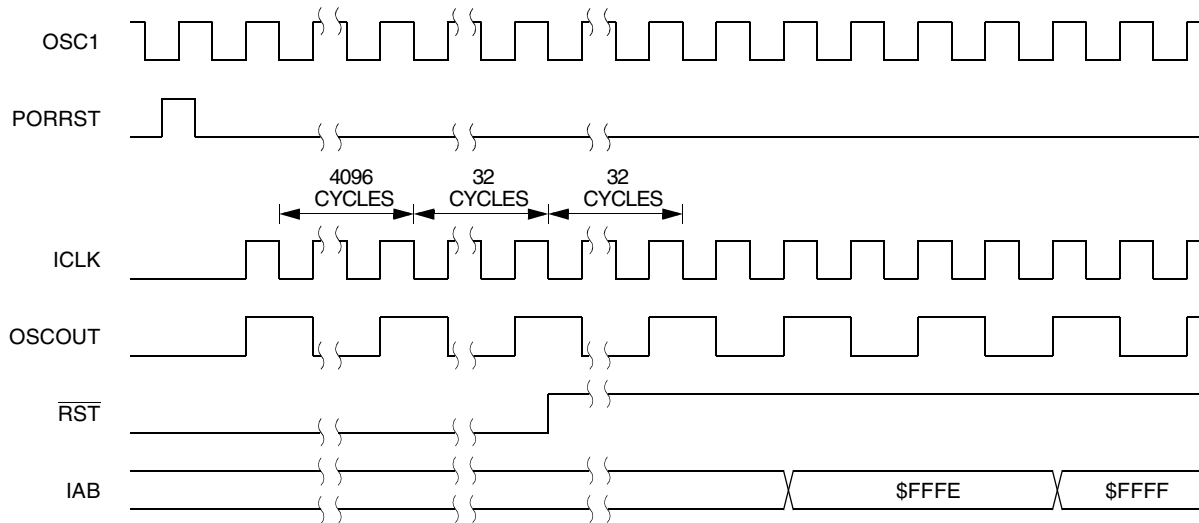 OSC1
PORRST
4096
CYCLES
32
CYCLES
32
CYCLES
ICLK
OSCOUT
RST
IAB
$FFFE
$FFFF